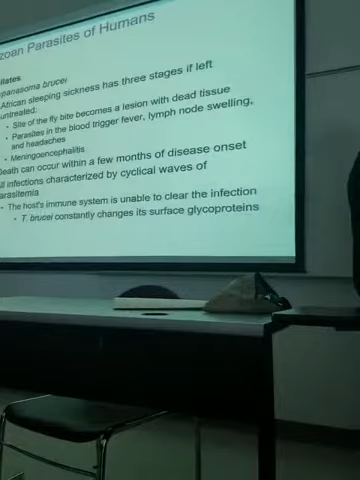 zoan Parasites of Humans
llates
panasoma brucei
African sleeping sickness has three stages if left
untreated:
• Site of the fly bite becomes a lesion with dead tissue
• Parasites in the blood trigger fever, lymph node swelling,
and headaches
• Meningoencephalitis
Death can occur within a few months of disease onset
ll infections characterized by cyclical waves of
arasitemia
• The host's immune system is unable to clear the infection
• T. brucei constantly changes its surface glycoproteins